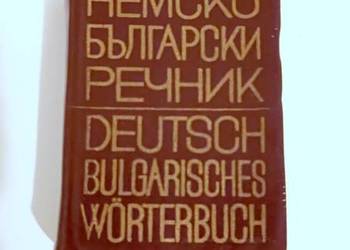 НЕМСКО
БЪЛГАРСКИ
РЕЧНИК
DEUTSCH
BULGARISCHES
WÖRTERBUCH